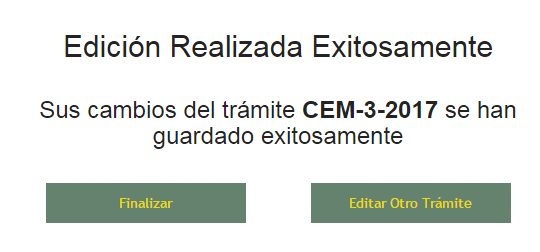 Edición Realizada Exitosamente
Sus cambios del trámite CEM-3-2017 se han
guardado exitosamente
Finalizar
Editar Otro Trámite